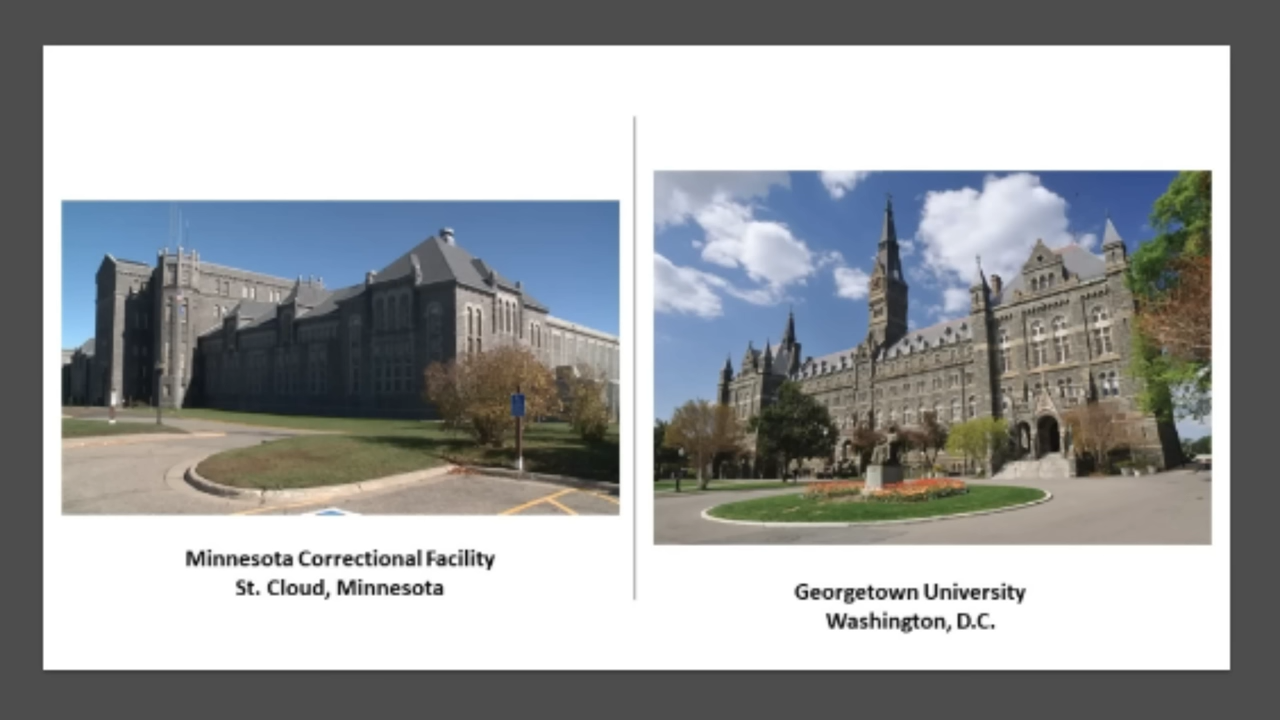 Minnesota Correctional Facility
St. Cloud, Minnesota
Georgetown University
Washington, D.C.